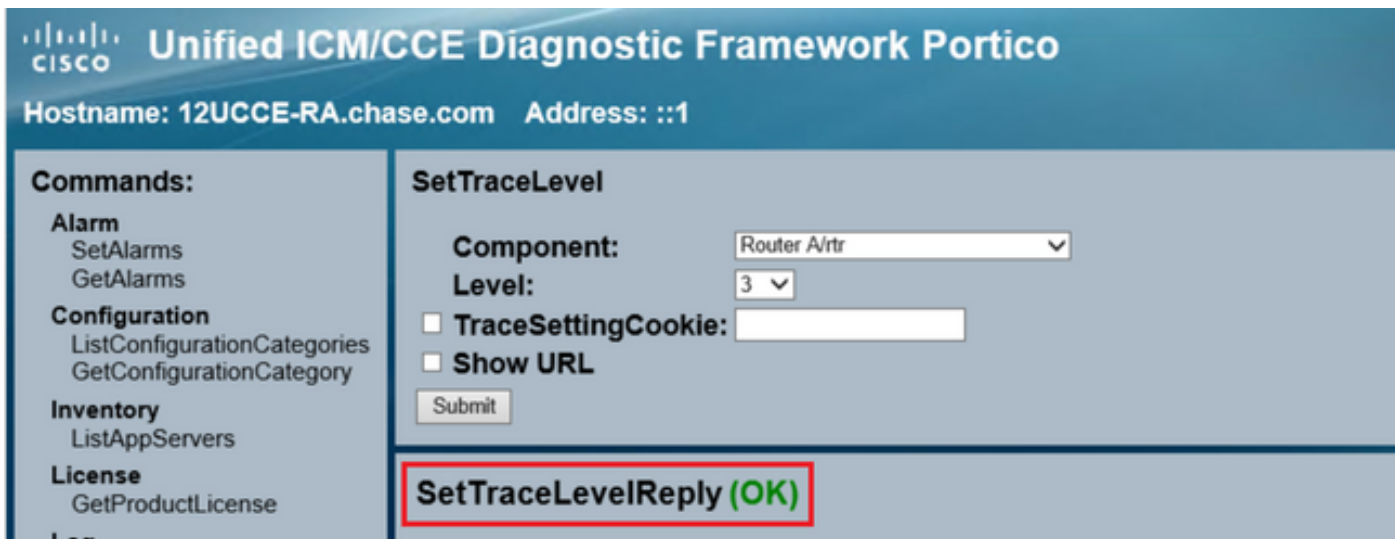 CISCO Unified ICM/CCE Diagnostic Framework Portico
Hostname: 12UCCE-RA.chase.com Address: ::1
Commands:
Alarm
SetAlarms
GetAlarms
Configuration
ListConfigurationCategories
GetConfigurationCategory
Inventory
ListAppServers
License
GetProductLicense
SetTraceLevel
Component: Router A/rtr
Level: 3
TraceSettingCookie:
Show URL
Submit
SetTraceLevelReply (OK)